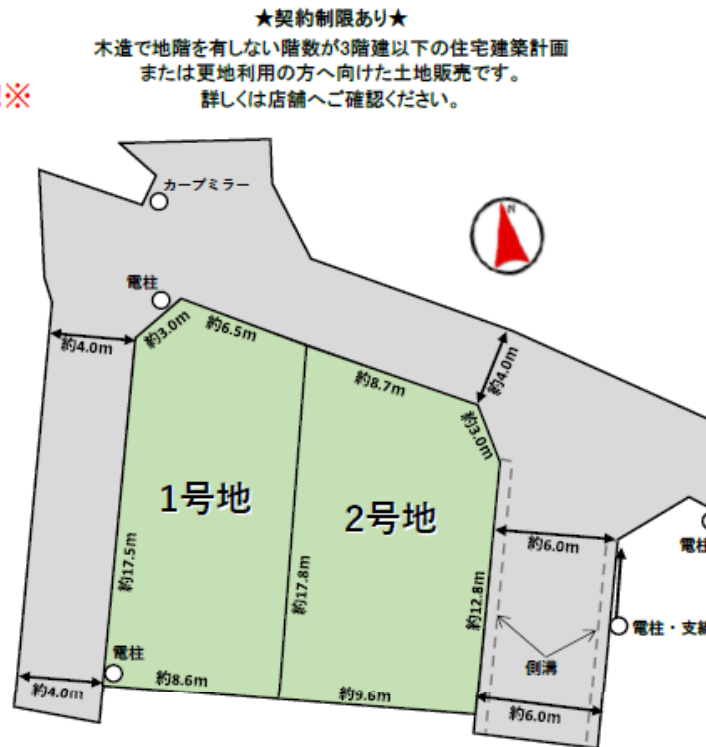 ★契約制限あり★
木造で地階を有しない階数が3階建以下の住宅建築計画
または更地利用の方へ向けた土地販売です。
※
詳しくは店舗へご確認ください。
カーブミラー
N
電柱
約4.0m
約3.0m
約6.5m
約8.7m
約4.0m
約3.0m
1号地
2号地
約6.0m
電柱
約17.5m
約17.8m
約12.8m
電柱・支線
側溝
電柱
約4.0m
約8.6m
約9.6m
約6.0m